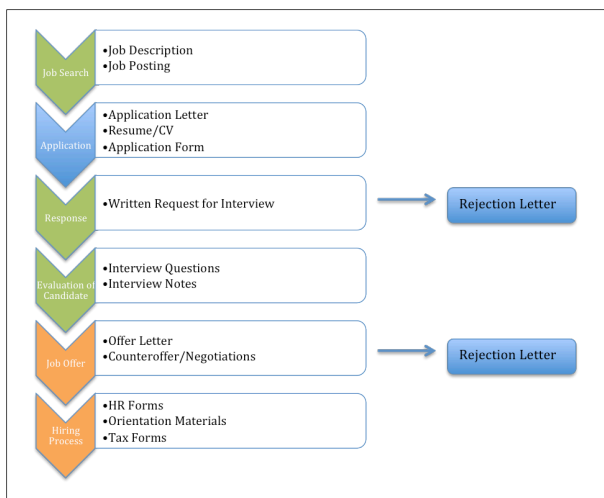 Job Search
•Job Description
•Job Posting
Application
•Application Letter
•Resume/CV
•Application Form
Response
•Written Request for Interview
Rejection Letter
Evaluation of
Candidate
•Interview Questions
•Interview Notes
Job Offer
•Offer Letter
•Counteroffer/Negotiations
Rejection Letter
Hiring
Process
•HR Forms
•Orientation Materials
•Tax Forms